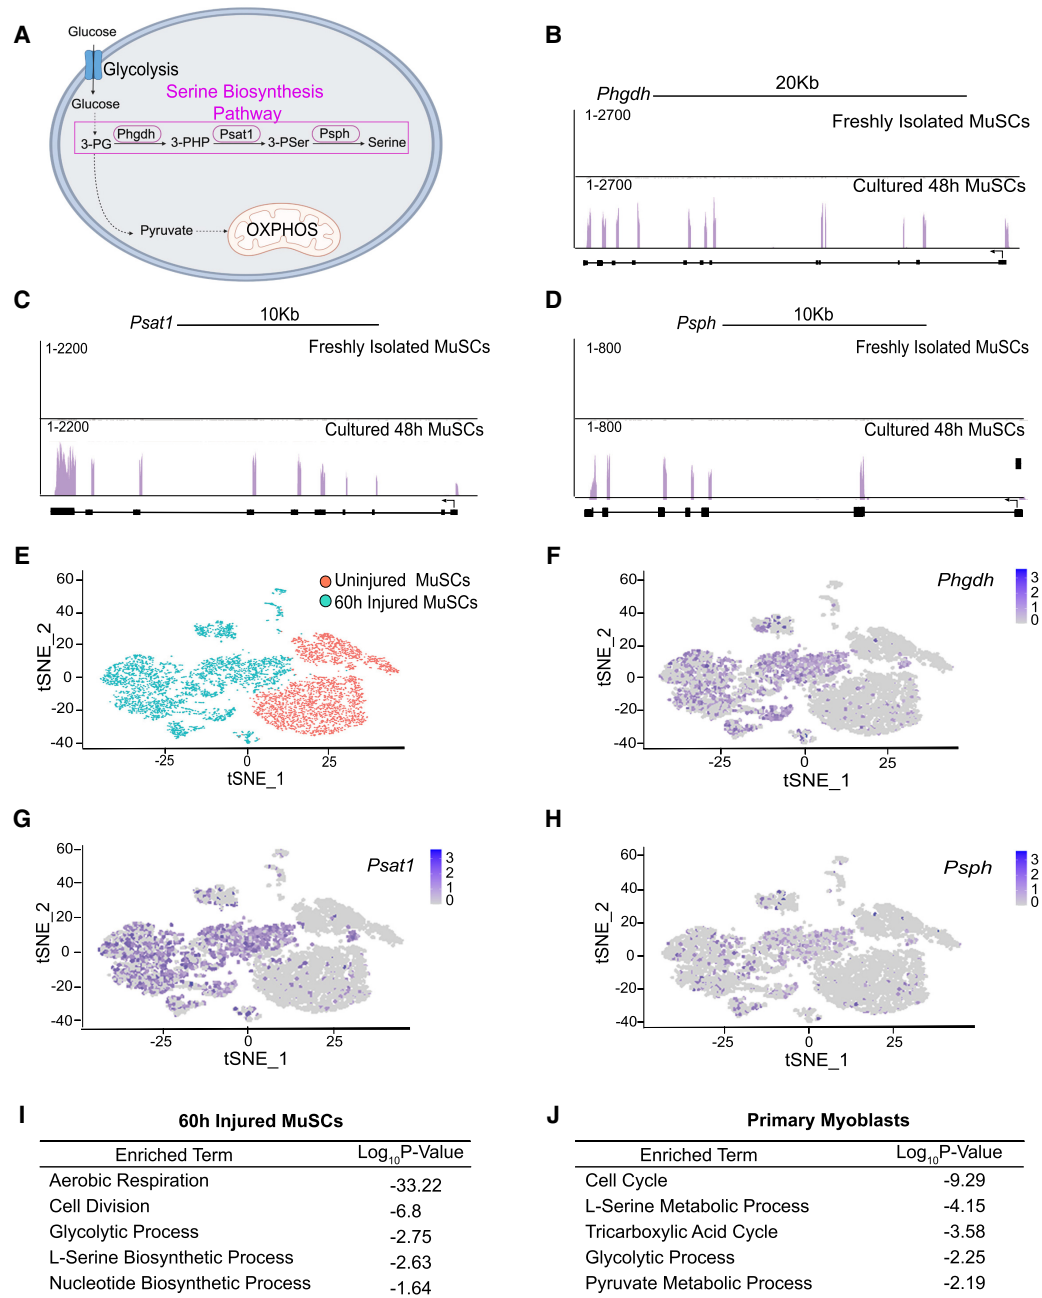 A
Glucose
Glycolysis
Glucose
Serine Biosynthesis
Pathway
3-PG Phgdh 3-PHP Psat1 3-PSer Psph Serine
Pyruvate
OXPHOS
B
Phgdh 20Kb
1-2700
Freshly Isolated MuSCs
1-2700
Cultured 48h MuSCs
C
Psat1 10Kb
1-2200
Freshly Isolated MuSCs
1-2200
Cultured 48h MuSCs
D
Psph 10Kb
1-800
Freshly Isolated MuSCs
1-800
Cultured 48h MuSCs
E
Uninjured MuSCs
60h Injured MuSCs
60
40
20
0
-20
-40
tSNE_2
-25 0 25
tSNE_1
F
Phgdh
3
2
1
0
60
40
20
0
-20
-40
tSNE_2
-25 0 25
tSNE_1
G
Psat1
3
2
1
0
60
40
20
0
-20
-40
tSNE_2
-25 0 25
tSNE_1
H
Psph
3
2
1
0
60
40
20
0
-20
-40
tSNE_2
-25 0 25
tSNE_1
I
60h Injured MuSCs
Enriched Term Log10P-Value
Aerobic Respiration -33.22
Cell Division -6.8
Glycolytic Process -2.75
L-Serine Biosynthetic Process -2.63
Nucleotide Biosynthetic Process -1.64
J
Primary Myoblasts
Enriched Term Log10P-Value
Cell Cycle -9.29
L-Serine Metabolic Process -4.15
Tricarboxylic Acid Cycle -3.58
Glycolytic Process -2.25
Pyruvate Metabolic Process -2.19